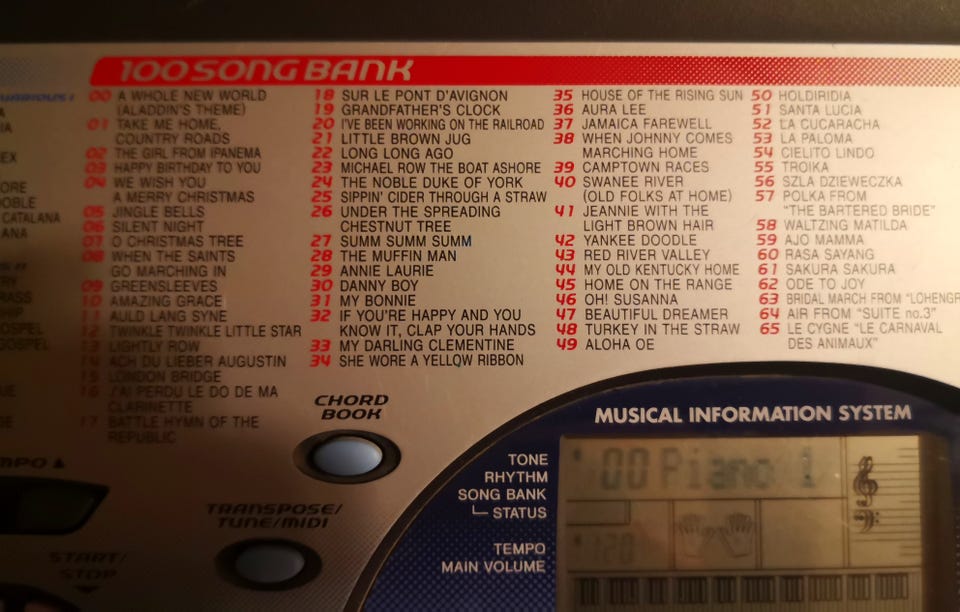 100 SONG BANK
00 A WHOLE NEW WORLD
(ALADDIN'S THEME)
01 TAKE ME HOME,
COUNTRY ROADS
02 THE GIRL FROM IPANEMA
03 HAPPY BIRTHDAY TO YOU
04 WE WISH YOU
A MERRY CHRISTMAS
05 JINGLE BELLS
06 SILENT NIGHT
07 O CHRISTMAS TREE
08 WHEN THE SAINTS
GO MARCHING IN
09 GREENSLEEVES
10 AMAZING GRACE
11 AULD LANG SYNE
12 TWINKLE TWINKLE LITTLE STAR
13 LIGHTLY ROW
14 ACH DU LIEBER AUGUSTIN
15 LONDON BRIDGE
16 J'AI PERDU LE DO DE MA
CLARINETTE
17 BATTLE HYMN OF THE
REPUBLIC
18 SUR LE PONT D'AVIGNON
19 GRANDFATHER'S CLOCK
20 I'VE BEEN WORKING ON THE RAILROAD
21 LITTLE BROWN JUG
22 LONG LONG AGO
23 MICHAEL ROW THE BOAT ASHORE
24 THE NOBLE DUKE OF YORK
25 SIPPIN' CIDER THROUGH A STRAW
26 UNDER THE SPREADING
CHESTNUT TREE
27 SUMM SUMM SUMM
28 THE MUFFIN MAN
29 ANNIE LAURIE
30 DANNY BOY
31 MY BONNIE
32 IF YOU'RE HAPPY AND YOU
KNOW IT, CLAP YOUR HANDS
33 MY DARLING CLEMENTINE
34 SHE WORE A YELLOW RIBBON
35 HOUSE OF THE RISING SUN
36 AURA LEE
37 JAMAICA FAREWELL
38 WHEN JOHNNY COMES
MARCHING HOME
39 CAMPTOWN RACES
40 SWANEE RIVER
(OLD FOLKS AT HOME)
41 JEANNIE WITH THE
LIGHT BROWN HAIR
42 YANKEE DOODLE
43 RED RIVER VALLEY
44 MY OLD KENTUCKY HOME
45 HOME ON THE RANGE
46 OH! SUSANNA
47 BEAUTIFUL DREAMER
48 TURKEY IN THE STRAW
49 ALOHA OE
50 HOLDIRIDIA
51 SANTA LUCIA
52 LA CUCARACHA
53 LA PALOMA
54 CIELITO LINDO
55 TROIKA
56 SZLA DZIEWECZKA
57 POLKA FROM
"THE BARTERED BRIDE"
58 WALTZING MATILDA
59 AJO MAMMA
60 RASA SAYANG
61 SAKURA SAKURA
62 ODE TO JOY
63 BRIDAL MARCH FROM "LOHENGR
64 AIR FROM "SUITE no.3"
65 LE CYGNE "LE CARNAVAL
DES ANIMAUX"
CATALANA
GOSPEL
GOSPEL
MPO ▲
CHORD
BOOK
TRANSPOSE/
TUNE/MIDI
START/
STOP
MUSICAL INFORMATION SYSTEM
TONE
RHYTHM
SONG BANK
STATUS
TEMPO
MAIN VOLUME
00 Piano 1
120